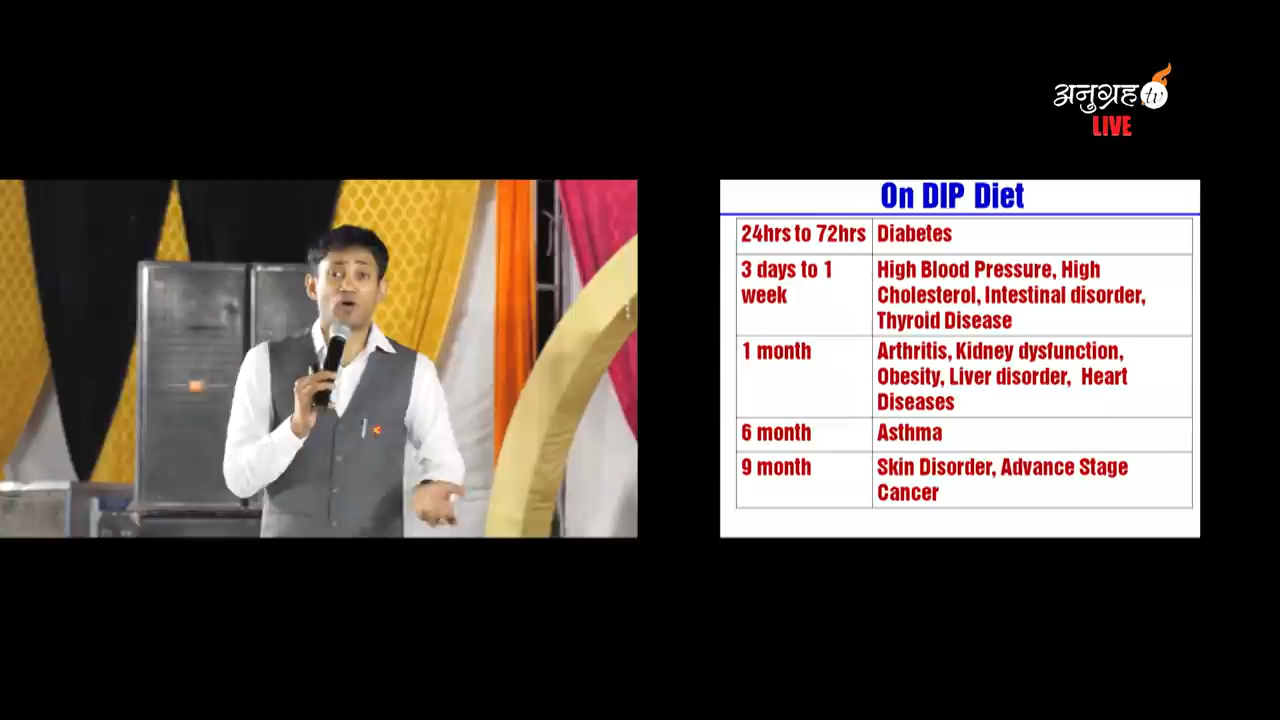 अनुग्रह tv
LIVE
On DIP Diet
24hrs to 72hrs Diabetes
3 days to 1 week
High Blood Pressure, High
Cholesterol, Intestinal disorder,
Thyroid Disease
1 month
Arthritis, Kidney dysfunction,
Obesity, Liver disorder, Heart
Diseases
6 month Asthma
9 month
Skin Disorder, Advance Stage
Cancer